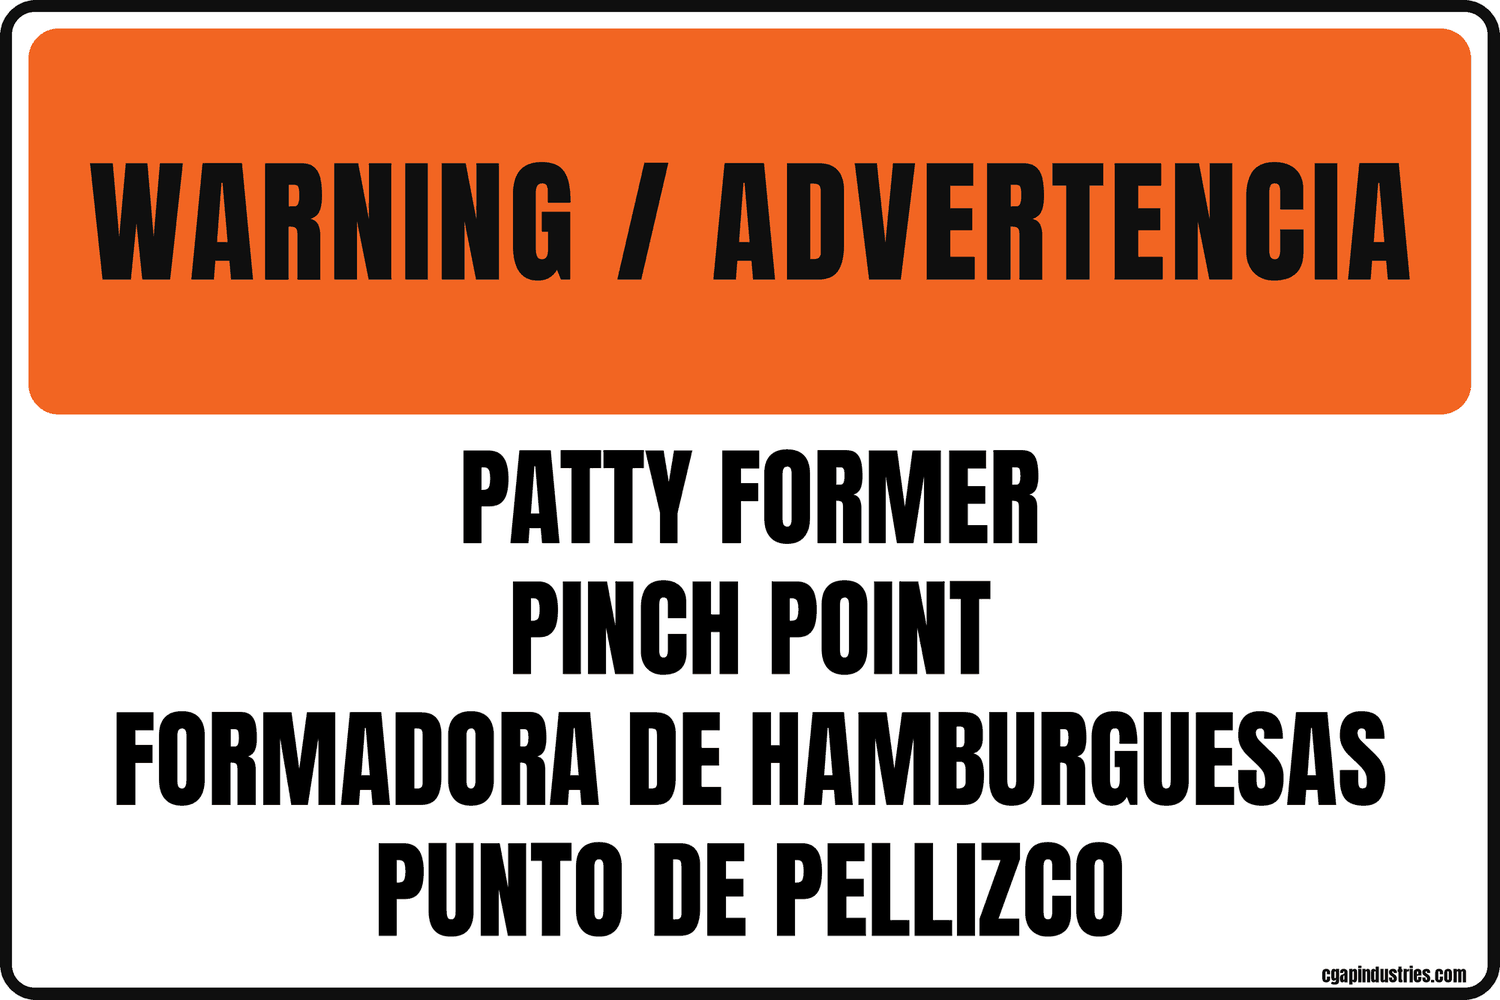 WARNING / ADVERTENCIA
PATTY FORMER
PINCH POINT
FORMADORA DE HAMBURGUESAS
PUNTO DE PELLIZCO
cgapindustries.com